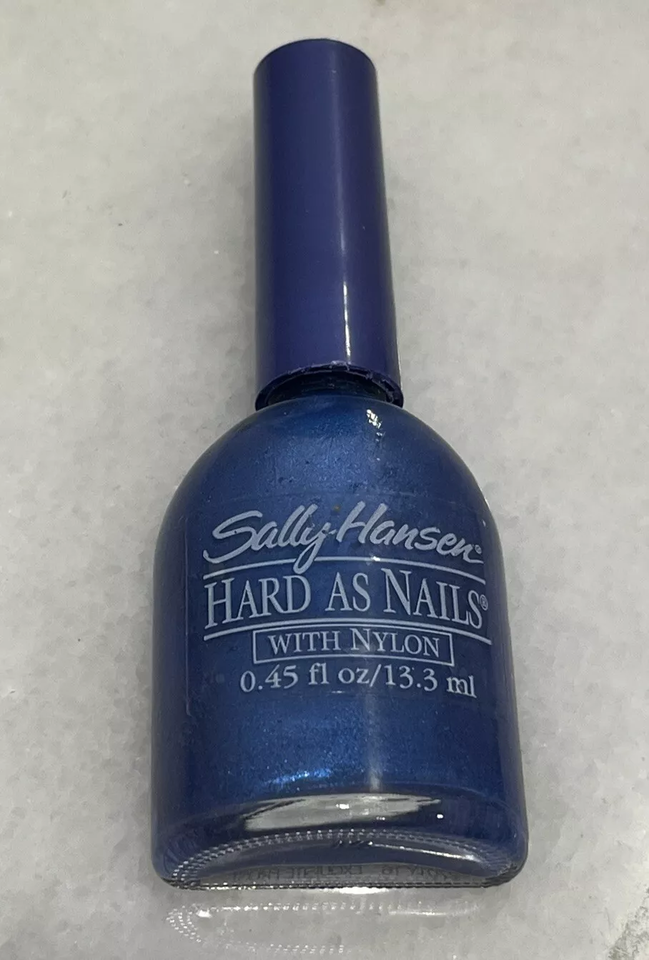 Sally Hansen®
HARD AS NAILS®
WITH NYLON
0.45 fl oz/13.3 ml